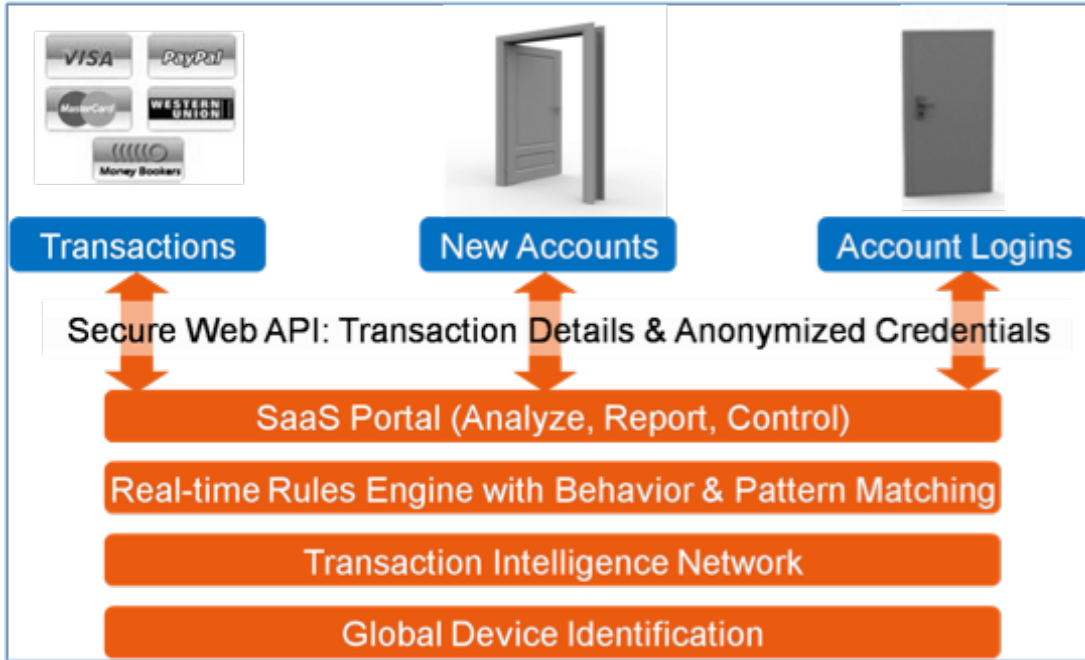 VISA
PayPal
MasterCard
WESTERN
UNION
Money Bookers
Transactions
New Accounts
Account Logins
Secure Web API: Transaction Details & Anonymized Credentials
SaaS Portal (Analyze, Report, Control)
Real-time Rules Engine with Behavior & Pattern Matching
Transaction Intelligence Network
Global Device Identification